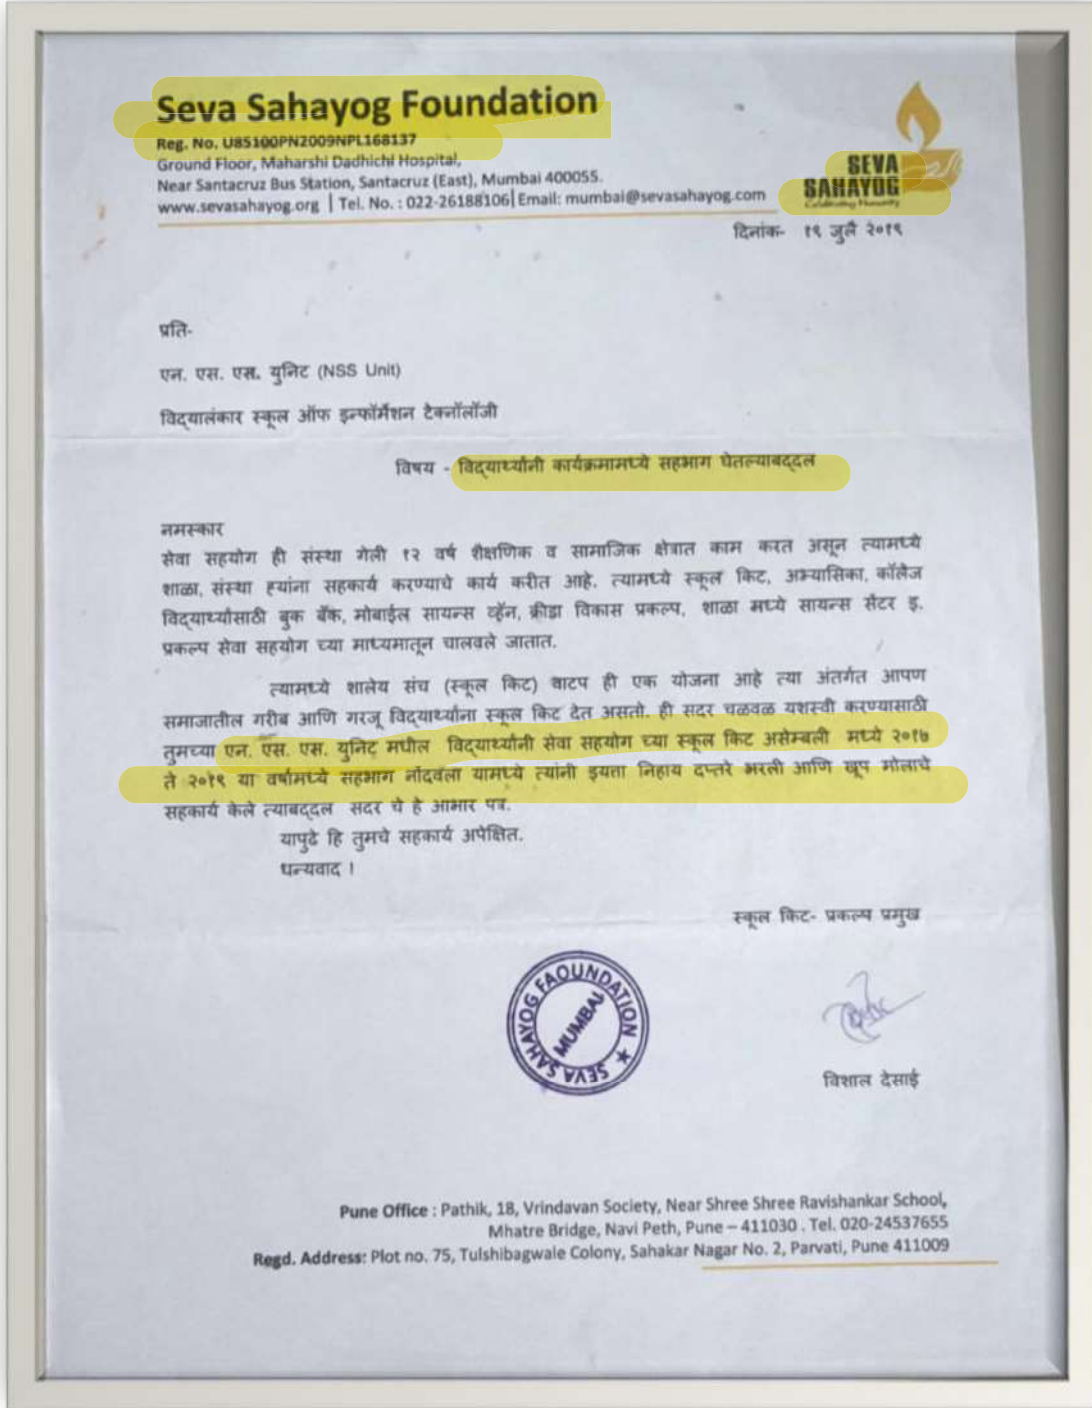 Seva Sahayog Foundation
Reg. No. U85100PN2009NPL168137
Ground Floor, Maharshi Dadhichi Hospital,
Near Santacruz Bus Station, Santacruz (East), Mumbai 400055.
www.sevasahayog.org | Tel. No. : 022-26188106| Email: mumbai@sevasahayog.com
SEVA
SAHAYOG
Celebrating Humanity
दिनांक- १९ जुलै २०१९
प्रति-
एन. एस. एस. युनिट (NSS Unit)
विद्यालंकार स्कूल ऑफ इन्फॉर्मेशन टैक्नॉलॉजी
विषय - विद्यार्थ्यांनी कार्यक्रमामध्ये सहभाग घेतल्याबद्दल
नमस्कार
सेवा सहयोग ही संस्था गेली १२ वर्ष शैक्षणिक व सामाजिक क्षेत्रात काम करत असून त्यामध्ये
शाळा, संस्था ह्यांना सहकार्य करण्याचे कार्य करीत आहे. त्यामध्ये स्कूल किट, अभ्यासिका, कॉलेज
विद्यार्थ्यांसाठी बुक बँक, मोबाईल सायन्स व्हॅन, क्रीडा विकास प्रकल्प, शाळा मध्ये सायन्स सेंटर इ.
प्रकल्प सेवा सहयोग च्या माध्यमातून चालवले जातात.
त्यामध्ये शालेय संच (स्कूल किट) वाटप ही एक योजना आहे त्या अंतर्गत आपण
समाजातील गरीब आणि गरजू विद्यार्थ्यांना स्कूल किट देत असतो. ही सदर चळवळ यशस्वी करण्यासाठी
तुमच्या एन. एस. एस. युनिट मधील विद्यार्थ्यांनी सेवा सहयोग च्या स्कूल किट असेम्बली मध्ये २०१७
ते २०१९ या वर्षामध्ये सहभाग नोंदवला यामध्ये त्यांनी इयत्ता निहाय दप्तरे भरली आणि खूप मोलाचे
सहकार्य केले त्याबद्दल सदर चे हे आभार पत्र.
यापुढे हि तुमचे सहकार्य अपेक्षित.
धन्यवाद !
स्कूल किट- प्रकल्प प्रमुख
SEVA SAHAYOG FAOUNDATION ★
MUMBAI
विशाल देसाई
Pune Office : Pathik, 18, Vrindavan Society, Near Shree Shree Ravishankar School,
Mhatre Bridge, Navi Peth, Pune – 411030 . Tel. 020-24537655
Regd. Address: Plot no. 75, Tulshibagwale Colony, Sahakar Nagar No. 2, Parvati, Pune 411009